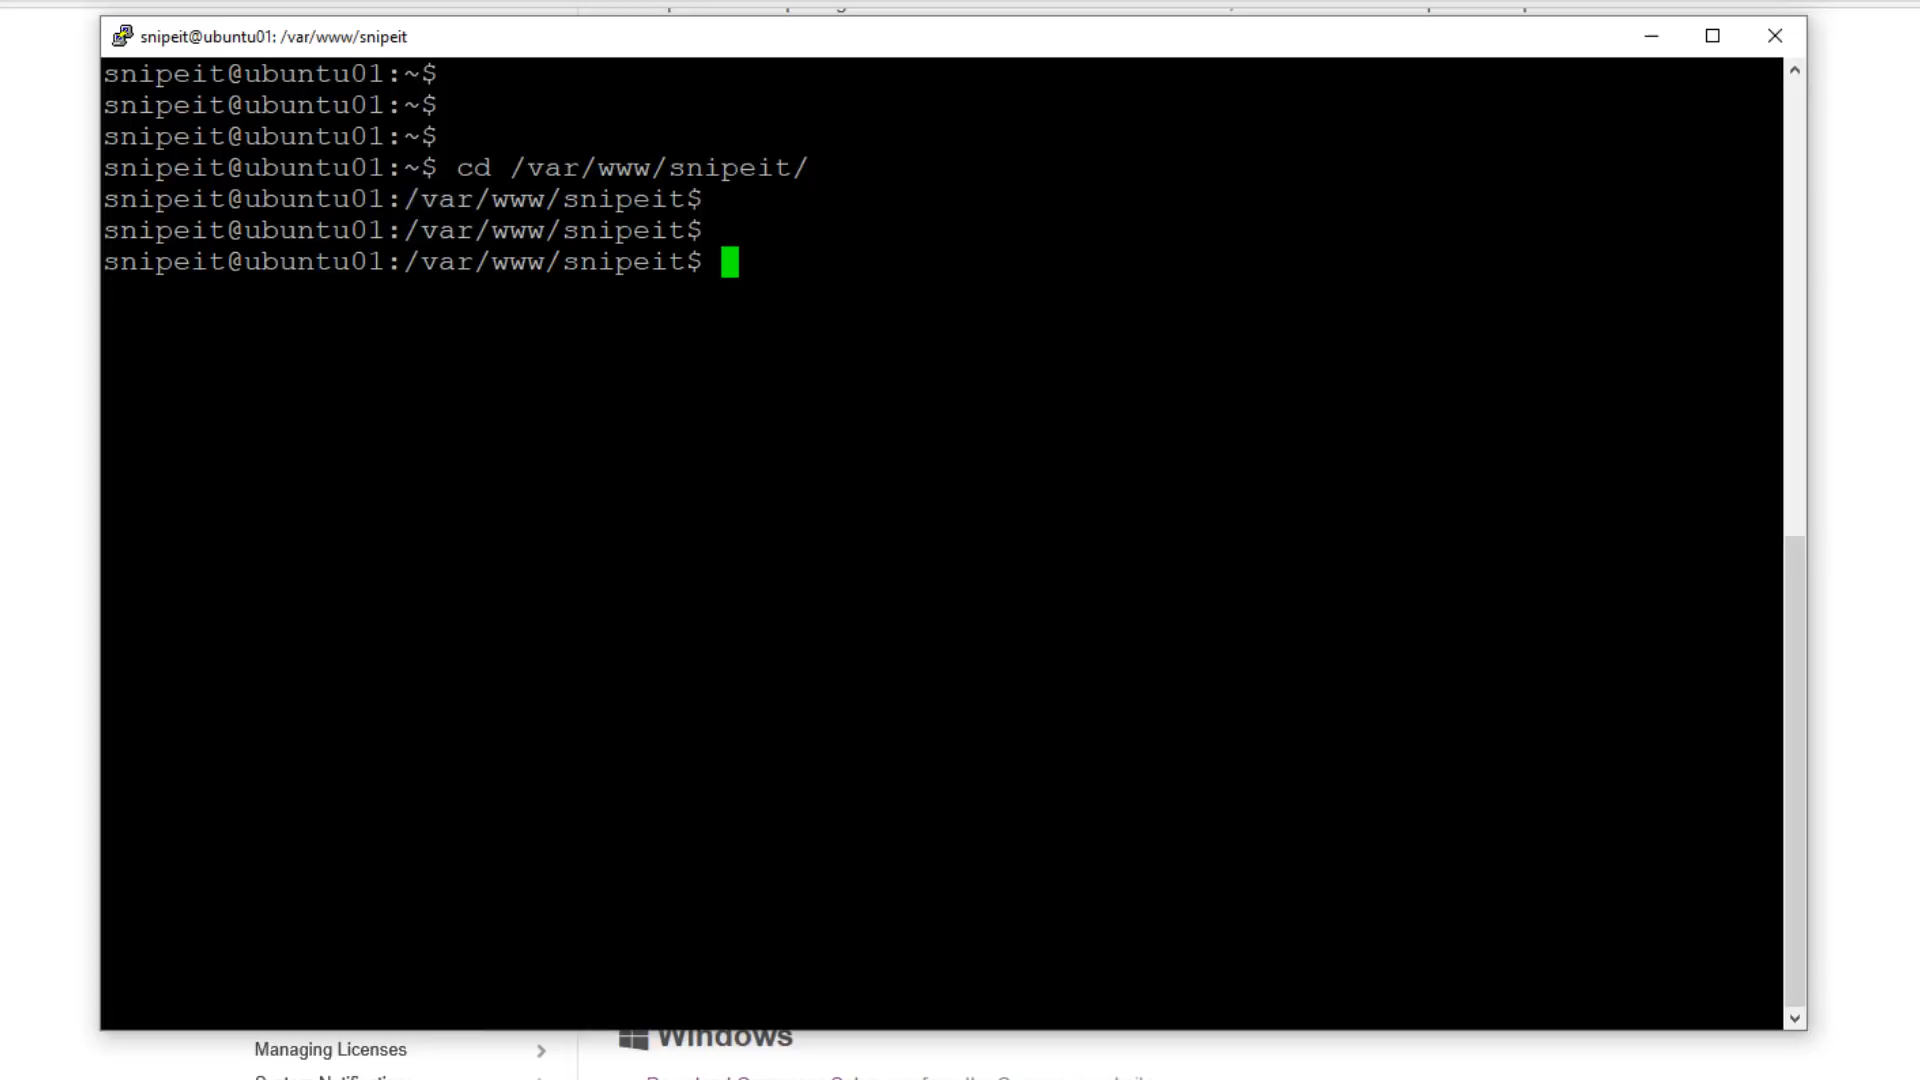 snipeit@ubuntu01: /var/www/snipeit
snipeit@ubuntu01:~$
snipeit@ubuntu01:~$
snipeit@ubuntu01:~$
snipeit@ubuntu01:~$ cd /var/www/snipeit/
snipeit@ubuntu01:/var/www/snipeit$
snipeit@ubuntu01:/var/www/snipeit$
snipeit@ubuntu01:/var/www/snipeit$
Windows
Managing Licenses